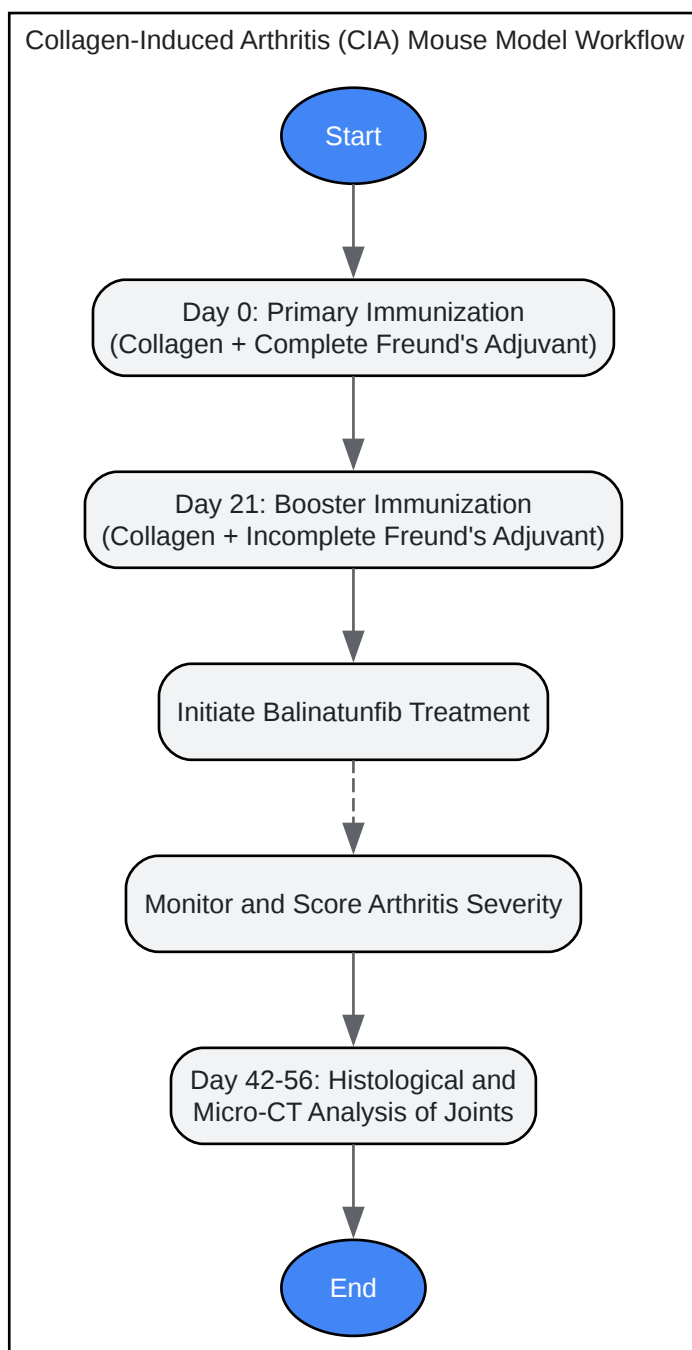 Collagen-Induced Arthritis (CIA) Mouse Model Workflow
Start
Day 0: Primary Immunization
(Collagen + Complete Freund's Adjuvant)
Day 21: Booster Immunization
(Collagen + Incomplete Freund's Adjuvant)
Initiate Balinatunfib Treatment
Monitor and Score Arthritis Severity
Day 42-56: Histological and
Micro-CT Analysis of Joints
End